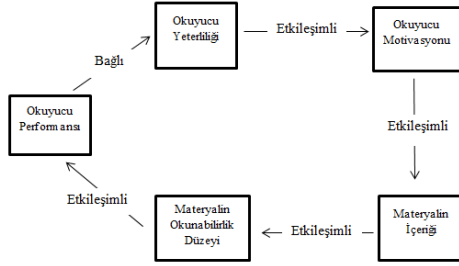 Okuyucu
Yeterliliği
Etkileşimli
Okuyucu
Motivasyonu
Bağlı
Okuyucu
Performansı
Etkileşimli
Etkileşimli
Materyalin
Okunabilirlik
Düzeyi
Etkileşimli
Materyalin
İçeriği